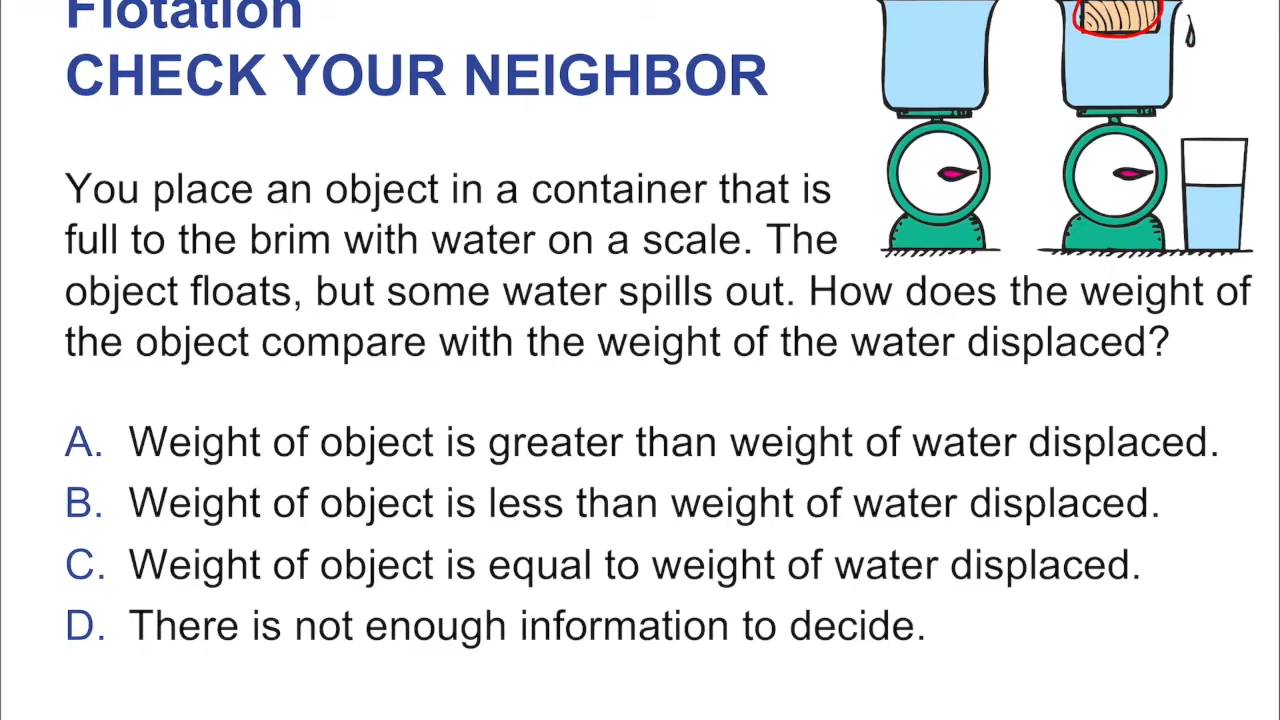 Flotation
CHECK YOUR NEIGHBOR
You place an object in a container that is
full to the brim with water on a scale. The
object floats, but some water spills out. How does the weight of
the object compare with the weight of the water displaced?
A. Weight of object is greater than weight of water displaced.
B. Weight of object is less than weight of water displaced.
C. Weight of object is equal to weight of water displaced.
D. There is not enough information to decide.